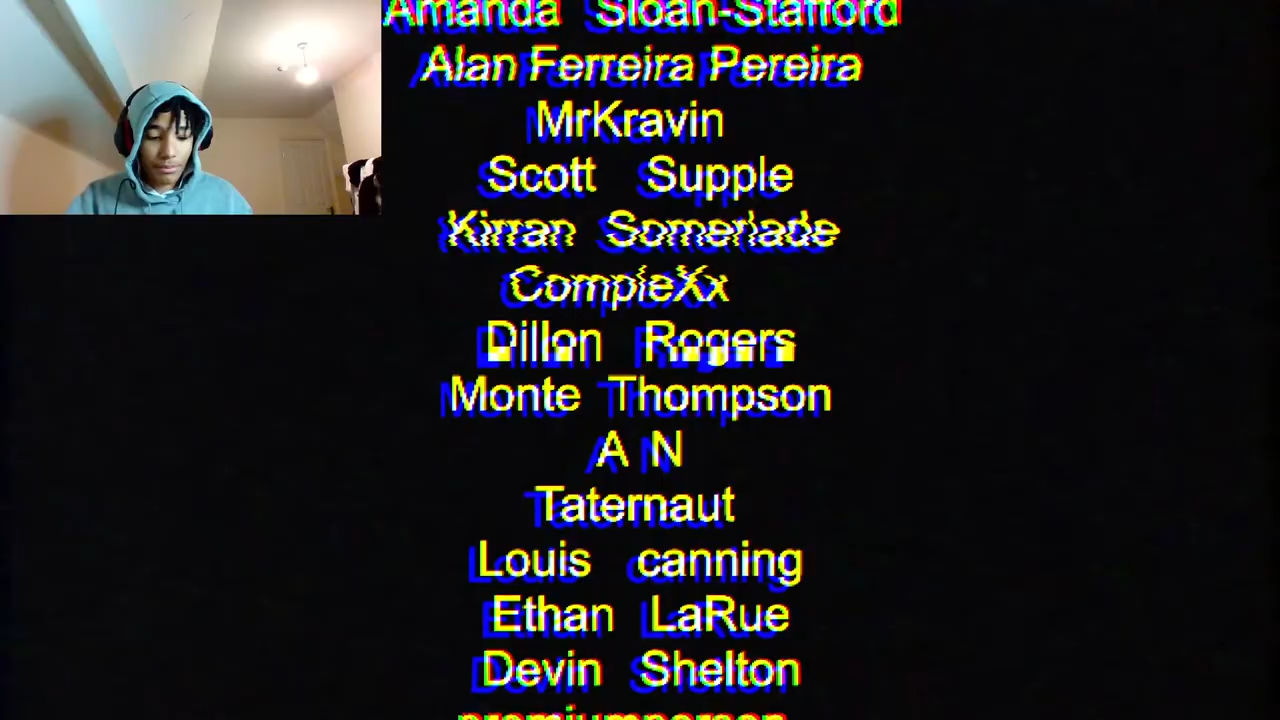 Amanda Sloan-Stafford
Alan Ferreira Pereira
MrKravin
Scott Supple
Kirran Somerlade
CompleXx
Dillon Rogers
Monte Thompson
A N
Taternaut
Louis canning
Ethan LaRue
Devin Shelton
premiumperson